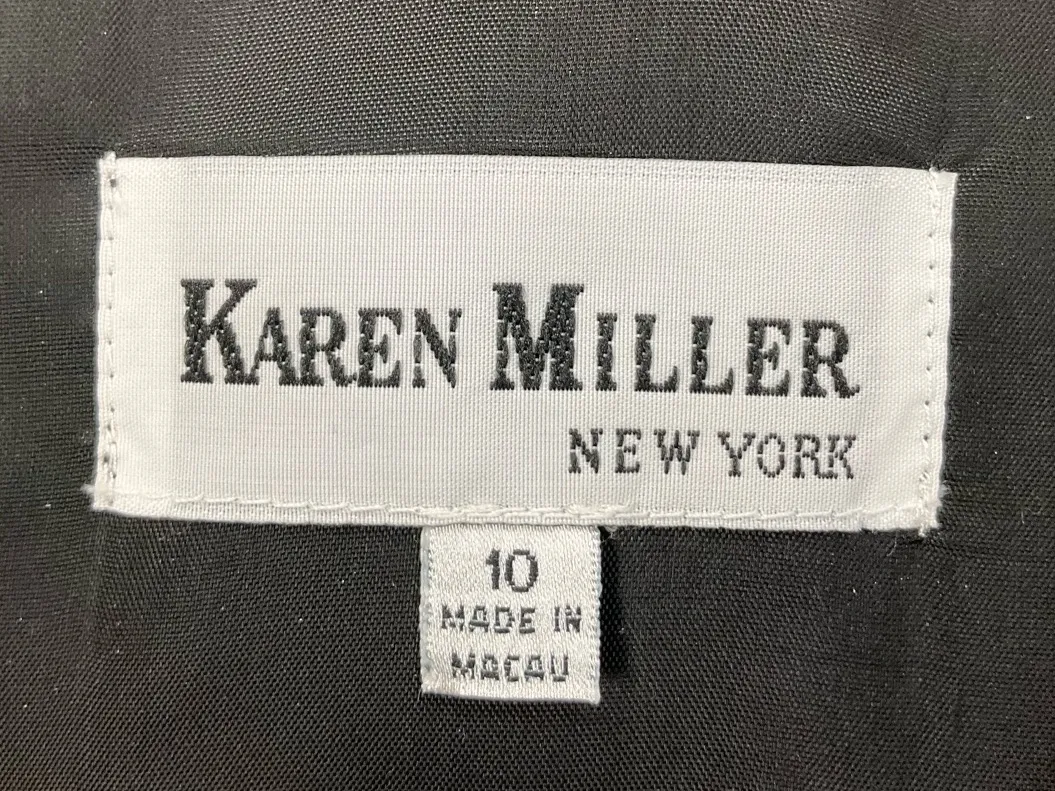 KAREN MILLER
NEW YORK
10
MADE IN
MACAU